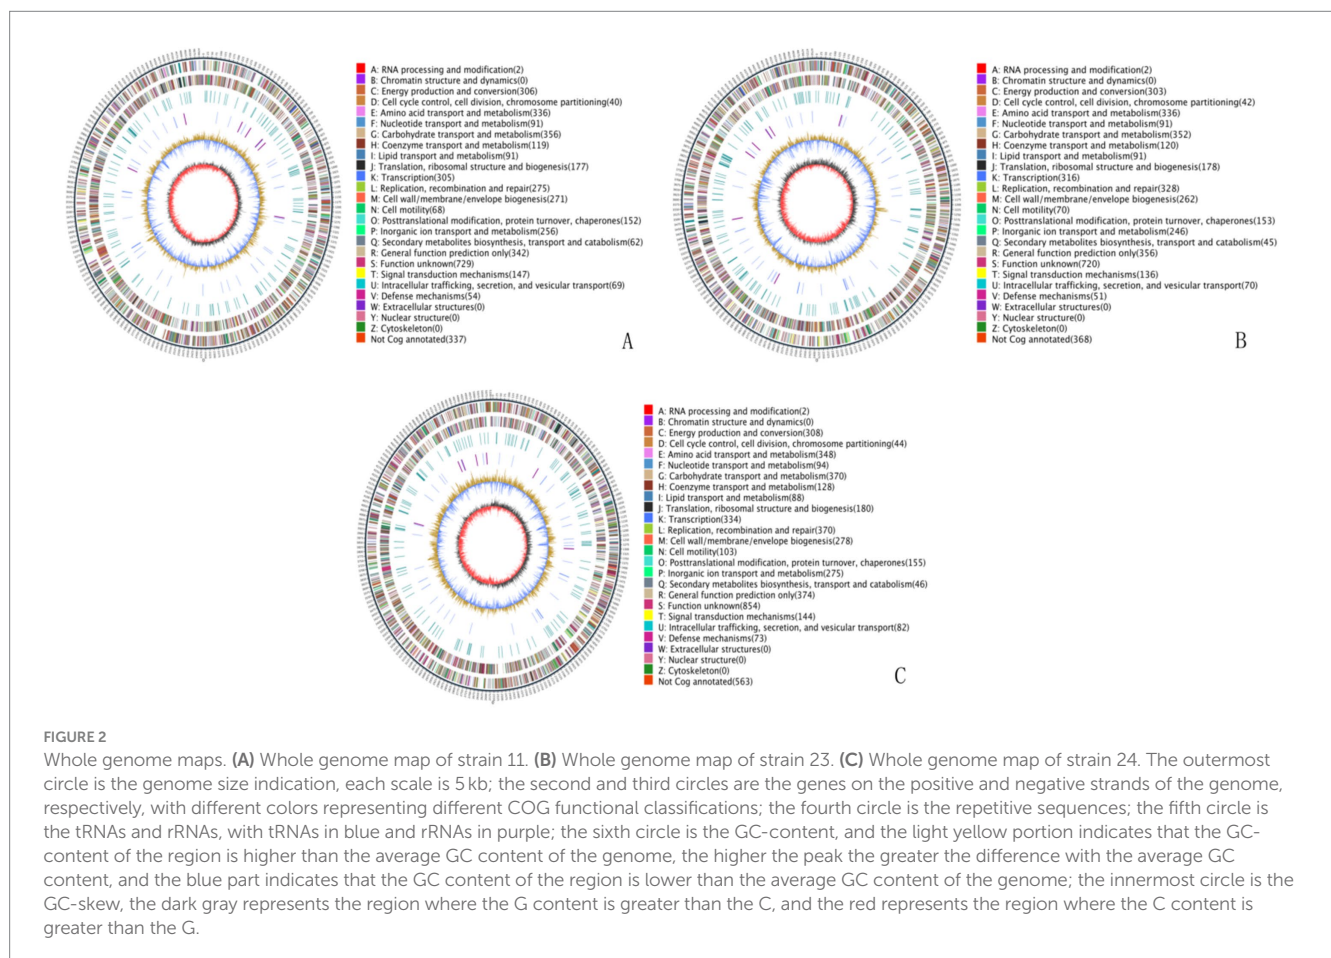 A: RNA processing and modification(2)
B: Chromatin structure and dynamics(0)
C: Energy production and conversion(306)
D: Cell cycle control, cell division, chromosome partitioning(40)
E: Amino acid transport and metabolism(336)
F: Nucleotide transport and metabolism(91)
G: Carbohydrate transport and metabolism(356)
H: Coenzyme transport and metabolism(119)
I: Lipid transport and metabolism(91)
J: Translation, ribosomal structure and biogenesis(177)
K: Transcription(305)
L: Replication, recombination and repair(275)
M: Cell wall/membrane/envelope biogenesis(271)
N: Cell motility(68)
O: Posttranslational modification, protein turnover, chaperones(152)
P: Inorganic ion transport and metabolism(256)
Q: Secondary metabolites biosynthesis, transport and catabolism(62)
R: General function prediction only(342)
S: Function unknown(729)
T: Signal transduction mechanisms(147)
U: Intracellular trafficking, secretion, and vesicular transport(69)
V: Defense mechanisms(54)
W: Extracellular structures(0)
Y: Nuclear structure(0)
Z: Cytoskeleton(0)
Not Cog annotated(337)
A
A: RNA processing and modification(2)
B: Chromatin structure and dynamics(0)
C: Energy production and conversion(303)
D: Cell cycle control, cell division, chromosome partitioning(42)
E: Amino acid transport and metabolism(336)
F: Nucleotide transport and metabolism(91)
G: Carbohydrate transport and metabolism(352)
H: Coenzyme transport and metabolism(120)
I: Lipid transport and metabolism(91)
J: Translation, ribosomal structure and biogenesis(178)
K: Transcription(316)
L: Replication, recombination and repair(328)
M: Cell wall/membrane/envelope biogenesis(262)
N: Cell motility(70)
O: Posttranslational modification, protein turnover, chaperones(153)
P: Inorganic ion transport and metabolism(246)
Q: Secondary metabolites biosynthesis, transport and catabolism(45)
R: General function prediction only(356)
S: Function unknown(720)
T: Signal transduction mechanisms(136)
U: Intracellular trafficking, secretion, and vesicular transport(70)
V: Defense mechanisms(51)
W: Extracellular structures(0)
Y: Nuclear structure(0)
Z: Cytoskeleton(0)
Not Cog annotated(368)
B
A: RNA processing and modification(2)
B: Chromatin structure and dynamics(0)
C: Energy production and conversion(308)
D: Cell cycle control, cell division, chromosome partitioning(44)
E: Amino acid transport and metabolism(348)
F: Nucleotide transport and metabolism(94)
G: Carbohydrate transport and metabolism(370)
H: Coenzyme transport and metabolism(128)
I: Lipid transport and metabolism(88)
J: Translation, ribosomal structure and biogenesis(180)
K: Transcription(334)
L: Replication, recombination and repair(370)
M: Cell wall/membrane/envelope biogenesis(278)
N: Cell motility(103)
O: Posttranslational modification, protein turnover, chaperones(155)
P: Inorganic ion transport and metabolism(275)
Q: Secondary metabolites biosynthesis, transport and catabolism(46)
R: General function prediction only(374)
S: Function unknown(854)
T: Signal transduction mechanisms(144)
U: Intracellular trafficking, secretion, and vesicular transport(82)
V: Defense mechanisms(73)
W: Extracellular structures(0)
Y: Nuclear structure(0)
Z: Cytoskeleton(0)
Not Cog annotated(563)
C
FIGURE 2
Whole genome maps. (A) Whole genome map of strain 11. (B) Whole genome map of strain 23. (C) Whole genome map of strain 24. The outermost
circle is the genome size indication, each scale is 5 kb; the second and third circles are the genes on the positive and negative strands of the genome,
respectively, with different colors representing different COG functional classifications; the fourth circle is the repetitive sequences; the fifth circle is
the tRNAs and rRNAs, with tRNAs in blue and rRNAs in purple; the sixth circle is the GC-content, and the light yellow portion indicates that the GC-
content of the region is higher than the average GC content of the genome, the higher the peak the greater the difference with the average GC
content, and the blue part indicates that the GC content of the region is lower than the average GC content of the genome; the innermost circle is the
GC-skew, the dark gray represents the region where the G content is greater than the C, and the red represents the region where the C content is
greater than the G.